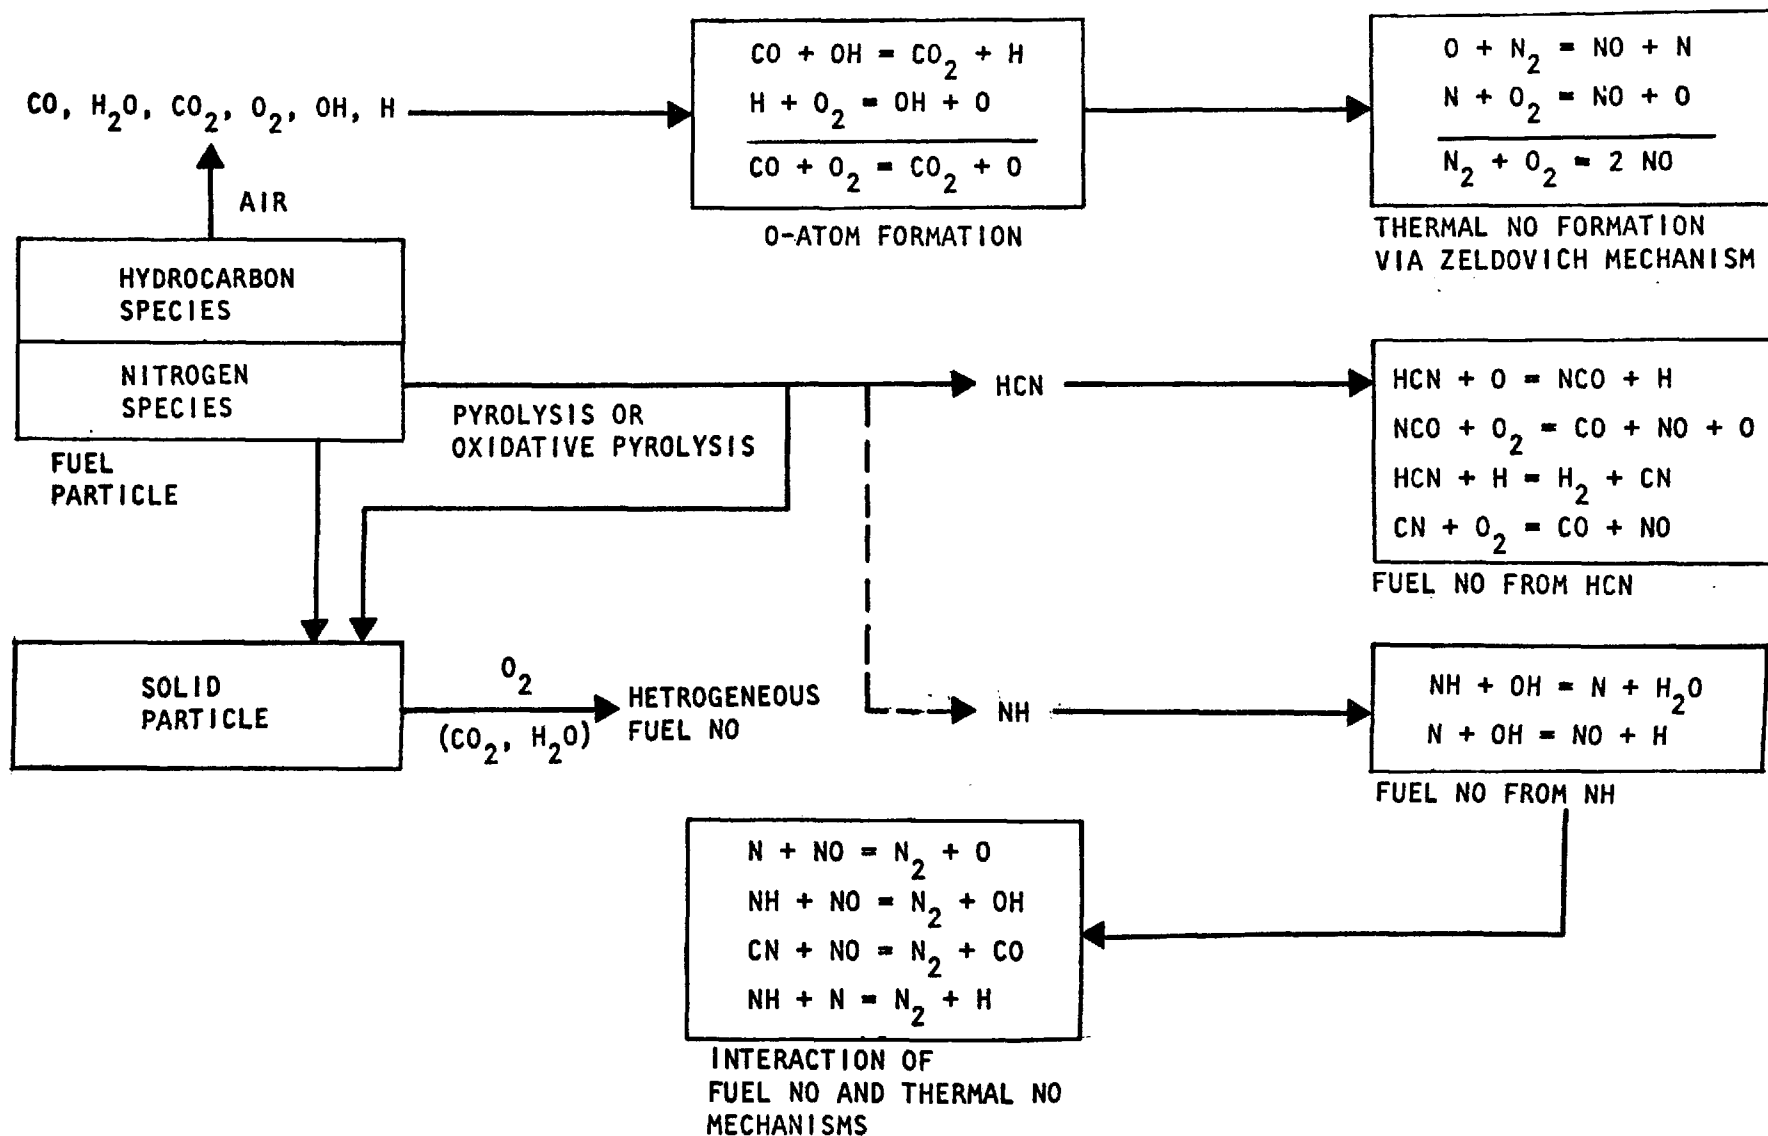 CO, H₂O, CO₂, O₂, OH, H
AIR
HYDROCARBON
SPECIES
NITROGEN
SPECIES
FUEL
PARTICLE
CO + OH = CO₂ + H
H + O₂ = OH + O
CO + O₂ = CO₂ + O
O-ATOM FORMATION
O + N₂ = NO + N
N + O₂ = NO + O
N₂ + O₂ = 2 NO
THERMAL NO FORMATION
VIA ZELDOVICH MECHANISM
PYROLYSIS OR
OXIDATIVE PYROLYSIS
HCN
HCN + O = NCO + H
NCO + O₂ = CO + NO + O
HCN + H = H₂ + CN
CN + O₂ = CO + NO
FUEL NO FROM HCN
SOLID
PARTICLE
O₂
(CO₂, H₂O)
HETROGENEOUS
FUEL NO
NH
NH + OH = N + H₂O
N + OH = NO + H
FUEL NO FROM NH
N + NO = N₂ + O
NH + NO = N₂ + OH
CN + NO = N₂ + CO
NH + N = N₂ + H
INTERACTION OF
FUEL NO AND THERMAL NO
MECHANISMS